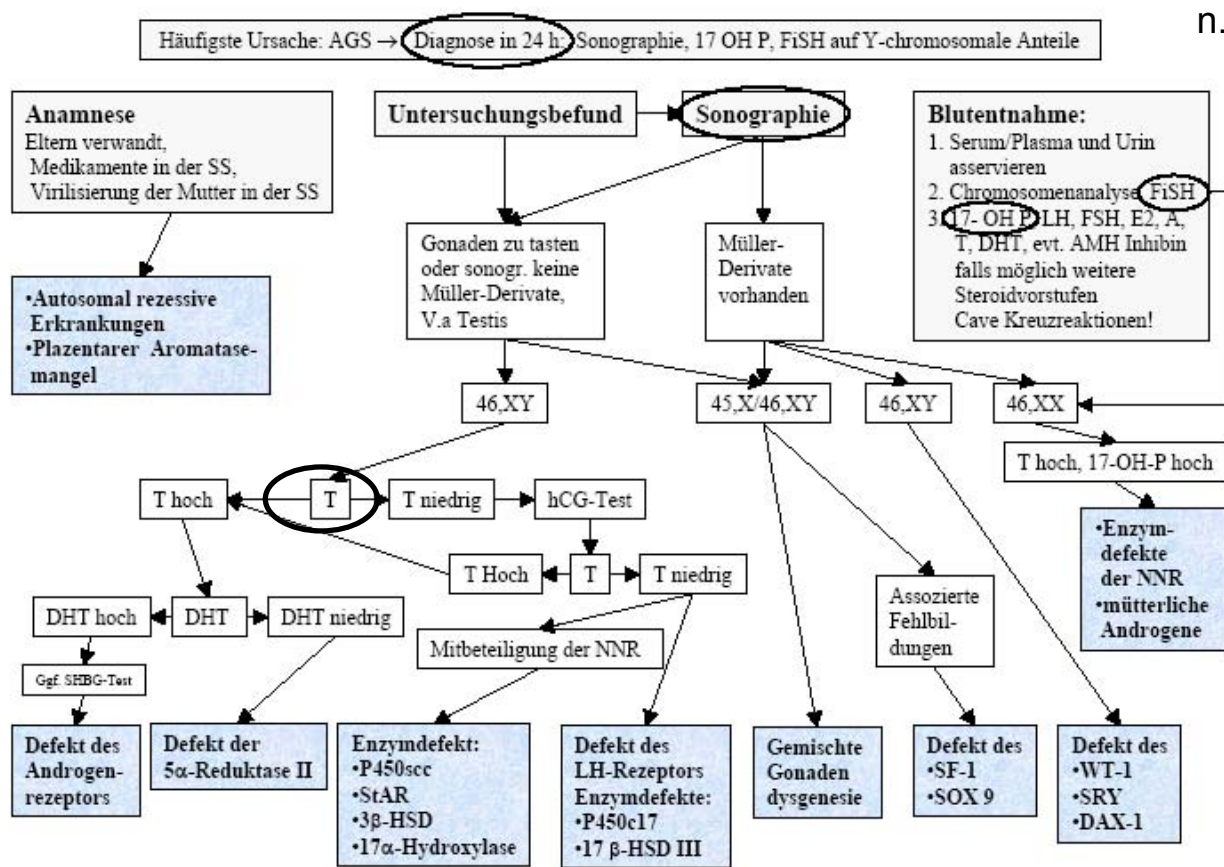 n.
Häufigste Ursache: AGS → Diagnose in 24 h: Sonographie, 17 OH P, FiSH auf Y-chromosomale Anteile
Anamnese
Eltern verwandt,
Medikamente in der SS,
Virilisierung der Mutter in der SS
Untersuchungsbefund
Sonographie
Blutentnahme:
1. Serum/Plasma und Urin
asservieren
2. Chromosomenanalyse FiSH
3. 17- OH P, LH, FSH, E2, A,
T, DHT, evt. AMH Inhibin
falls möglich weitere
Steroidvorstufen
Cave Kreuzreaktionen!
Gonaden zu tasten
oder sonogr. keine
Müller-Derivate,
V.a Testis
Müller-
Derivate
vorhanden
•Autosomal rezessive
Erkrankungen
•Plazentarer Aromatase-
mangel
46,XY
45,X/46,XY
46,XY
46,XX
T hoch, 17-OH-P hoch
T hoch
T
T niedrig
hCG-Test
T Hoch
T
T niedrig
•Enzym-
defekte
der NNR
•mütterliche
Androgene
DHT hoch
DHT
DHT niedrig
Mitbeteiligung der NNR
Assozierte
Fehlbil-
dungen
Ggf. SHBG-Test
Defekt des
Androgen-
rezeptors
Defekt der
5α-Reduktase II
Enzymdefekt:
•P450scc
•StAR
•3β-HSD
•17α-Hydroxylase
Defekt des
LH-Rezeptors
Enzymdefekte:
•P450c17
•17 β-HSD III
Gemischte
Gonaden
dysgenesie
Defekt des
•SF-1
•SOX 9
Defekt des
•WT-1
•SRY
•DAX-1